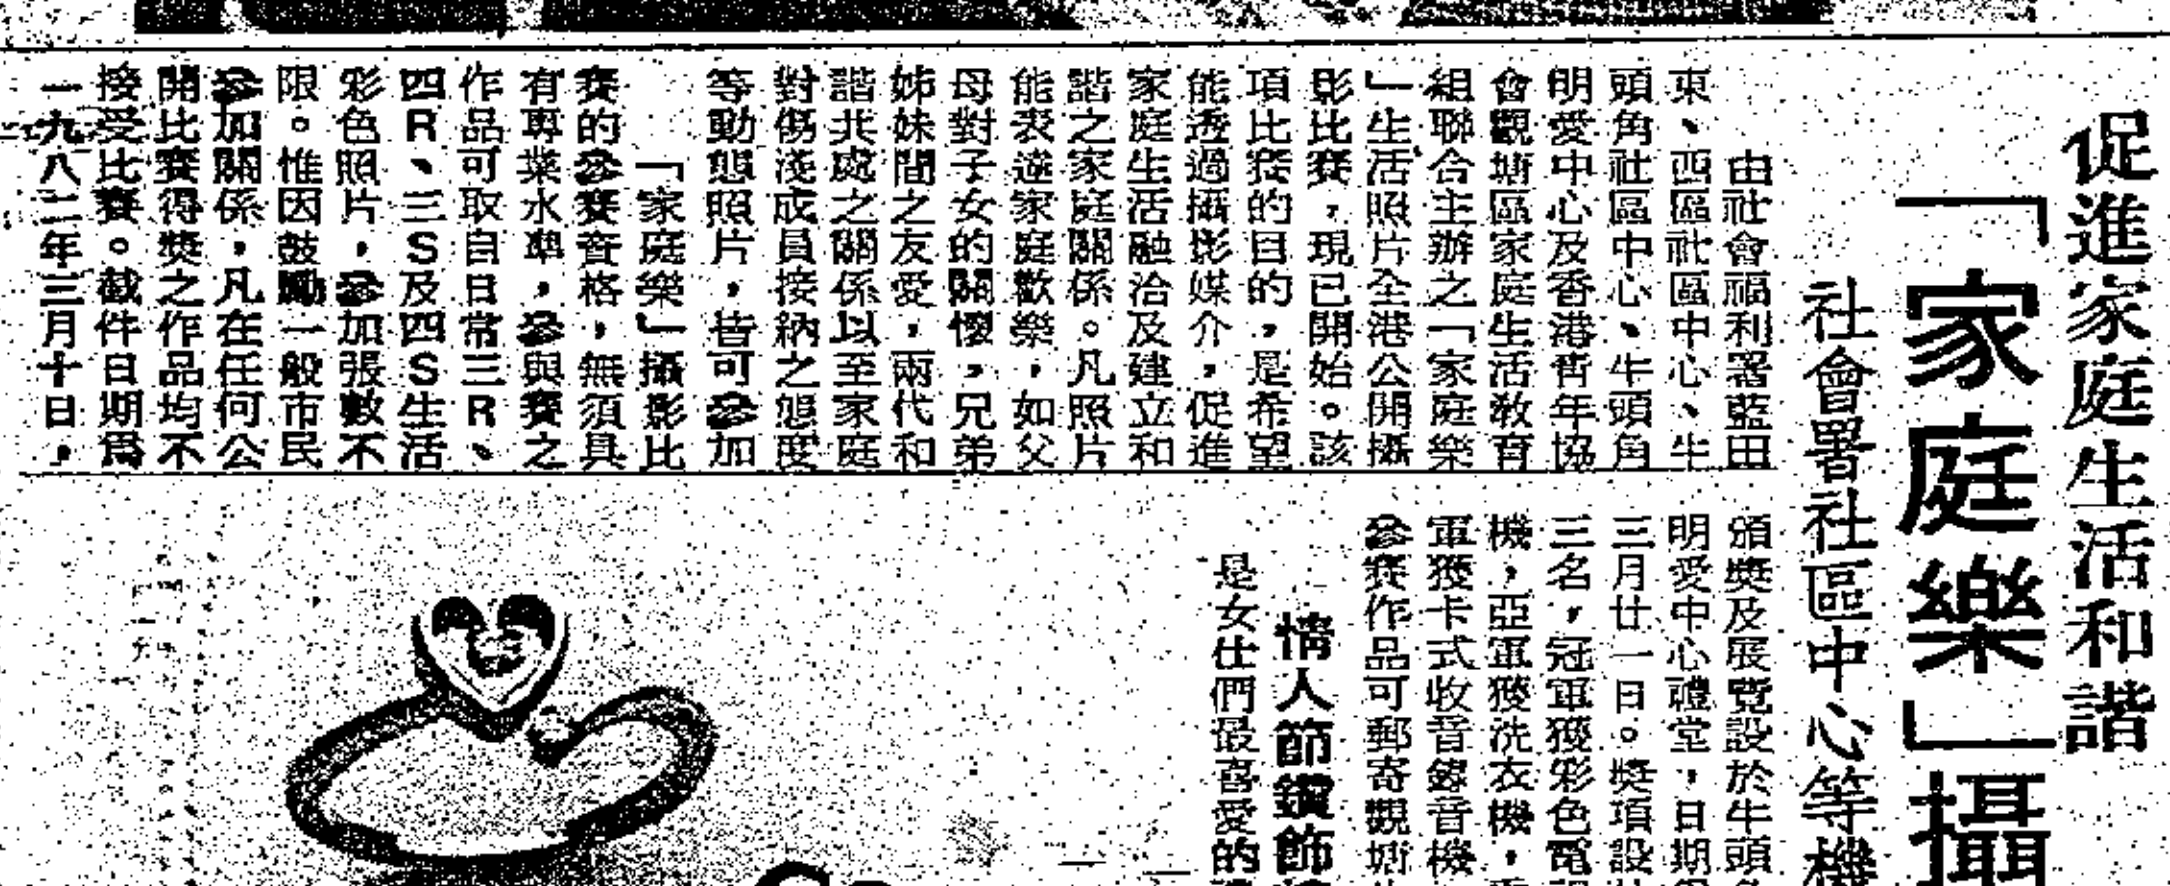 促進家庭生活和諧
「家庭樂」攝
社會署社區中心等機
由社會福利署藍田
東、西區社區中心、牛
頭角社區中心、牛頭角
明愛中心及香港青年協
會觀塘區家庭生活教育
組聯合主辦之「家庭樂
」生活照片全港公開攝
影比賽，現已開始。該
項比賽的目的，是希望
能透過攝影媒介，促進
家庭生活融洽及建立和
諧之家庭關係。凡照片
能表達家庭歡樂，如父
母對子女的關懷，兄弟
姊妹間之友愛，兩代和
諧共處之關係以至家庭
對傷殘成員接納之態度
等動態照片，皆可參加
「家庭樂」攝影比
賽的參賽資格，無須具
有專業水準，參與賽之
作品可取自日常三R、
四R、三S及四S生活
彩色照片，參加張數不
限。惟因鼓勵一般市民
參加關係，凡在任何公
開比賽得獎之作品均不
接受比賽。截件日期爲
一九八二年三月十日，
頒獎及展覽設於牛頭
明愛中心禮堂，日期
三月廿一日。獎項設
三名，冠軍獲彩色電
機，亞軍獲洗衣機，
軍獲卡式收音錄音機
參賽作品可郵寄觀塘
情人節鑽飾
是女仕們最喜愛的